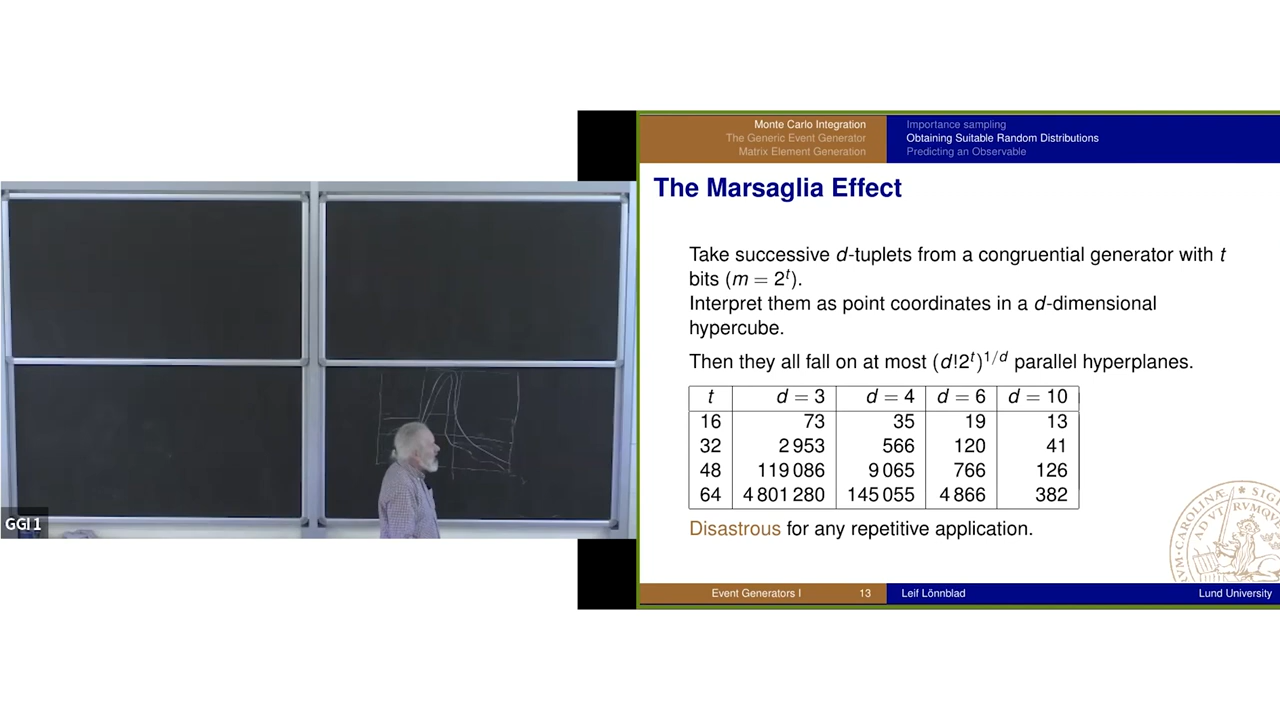 Monte Carlo Integration
The Generic Event Generator
Matrix Element Generation
Importance sampling
Obtaining Suitable Random Distributions
Predicting an Observable
The Marsaglia Effect
Take successive d-tuplets from a congruential generator with t
bits (m = 2^t).
Interpret them as point coordinates in a d-dimensional
hypercube.
Then they all fall on at most (d!2^t)^1/d parallel hyperplanes.
t d = 3 d = 4 d = 6 d = 10
16 73 35 19 13
32 2 953 566 120 41
48 119 086 9 065 766 126
64 4 801 280 145 055 4 866 382
Disastrous for any repetitive application.
Event Generators I 13 Leif Lönnblad Lund University
GGI 1